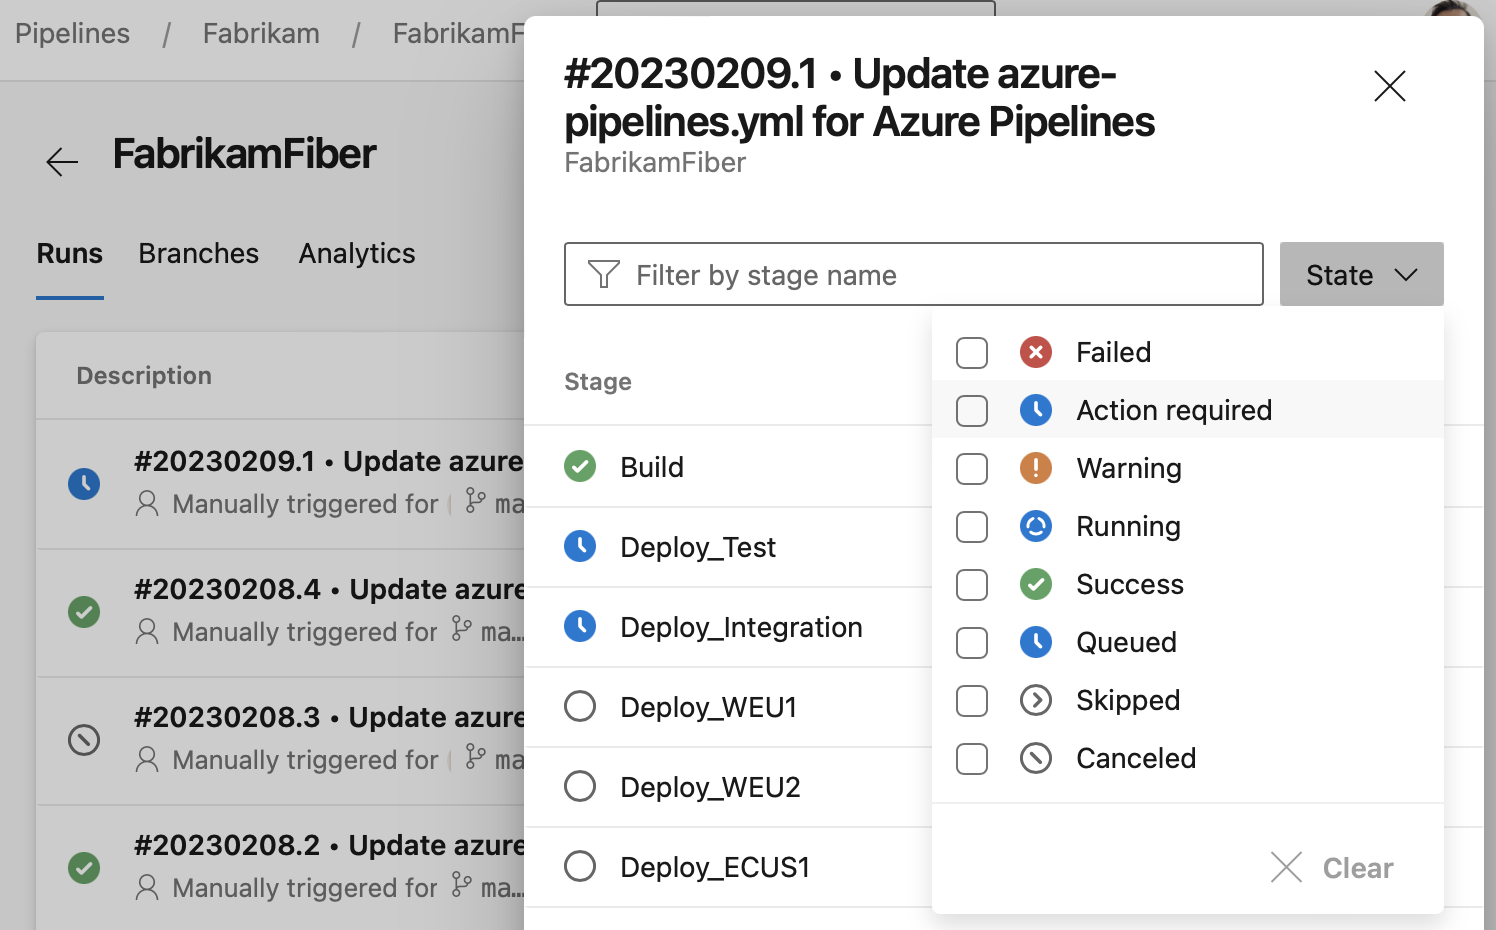 Pipelines / Fabrikam / FabrikamF
FabrikamFiber
Runs Branches Analytics
Description
#20230209.1 • Update azure
Manually triggered for ma
#20230208.4 • Update azure
Manually triggered for ma...
#20230208.3 • Update azure
Manually triggered for ma
#20230208.2 • Update azure
Manually triggered for ma...
#20230209.1 • Update azure-
pipelines.yml for Azure Pipelines
FabrikamFiber
Filter by stage name
State
Stage
Build
Deploy_Test
Deploy_Integration
Deploy_WEU1
Deploy_WEU2
Deploy_ECUS1
Failed
Action required
Warning
Running
Success
Queued
Skipped
Canceled
Clear